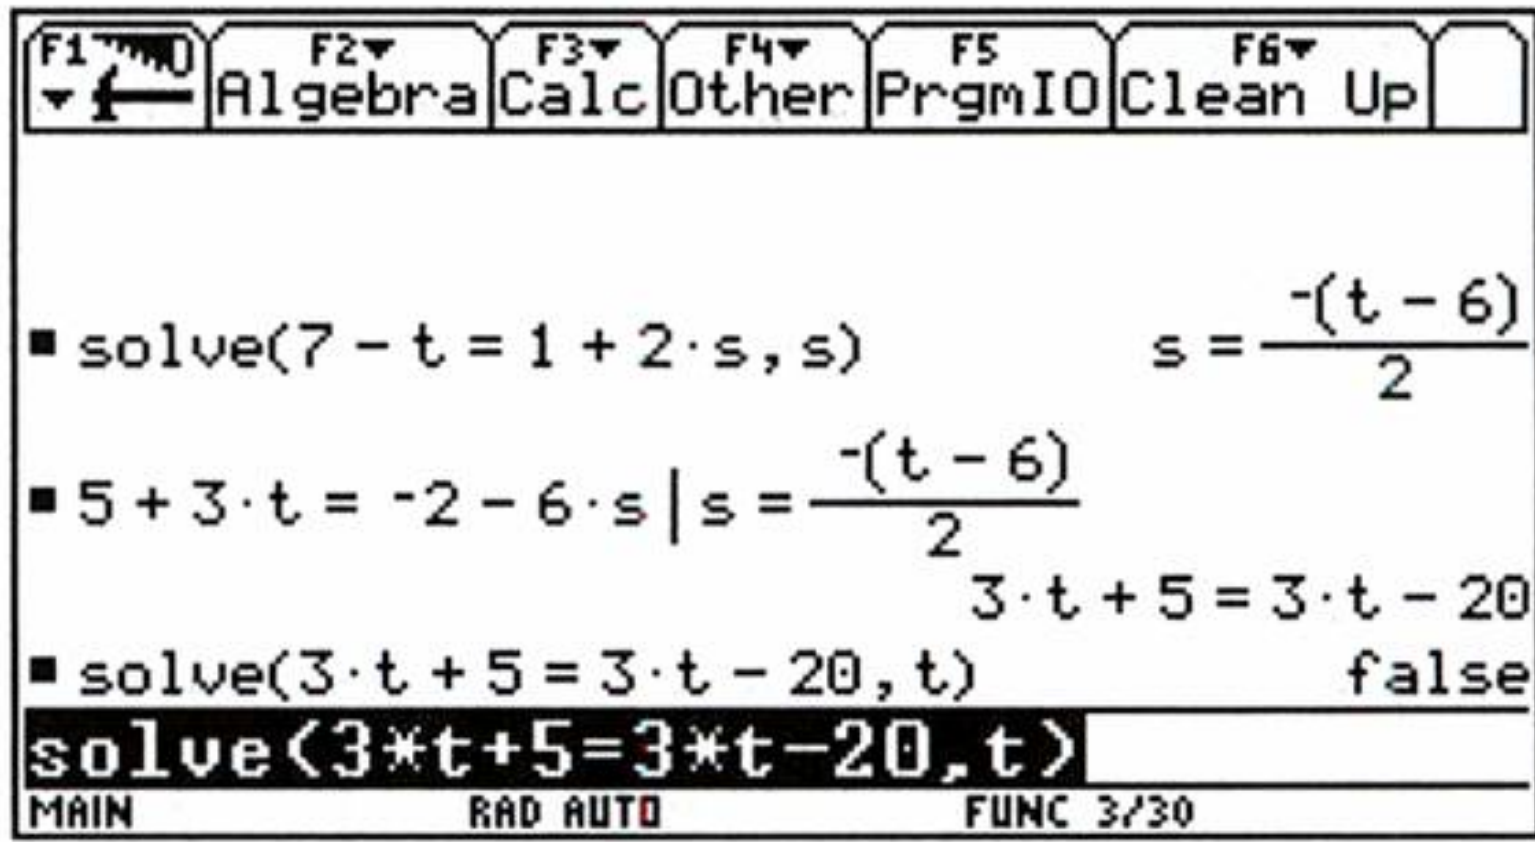 F1 F2 F3 F4 F5 F6
Algebra Calc Other PrgmIO Clean Up
solve(7 - t = 1 + 2·s, s) s = -(t - 6)/2
5 + 3·t = -2 - 6·s | s = -(t - 6)/2
3·t + 5 = 3·t - 20
solve(3·t + 5 = 3·t - 20, t) false
solve(3*t+5=3*t-20,t)
MAIN RAD AUTO FUNC 3/30